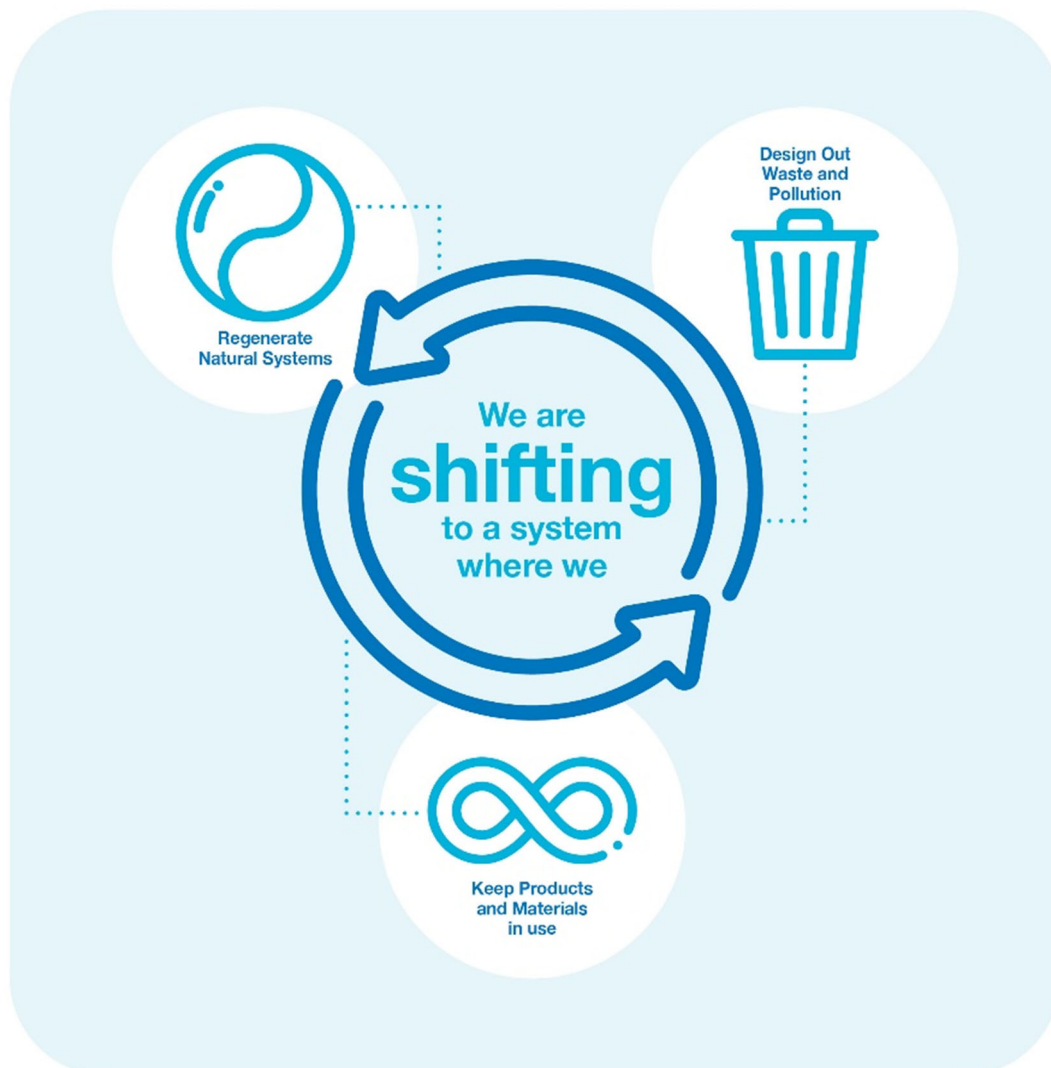 We are
shifting
to a system
where we
Design Out
Waste and
Pollution
Keep Products
and Materials
in use
Regenerate
Natural Systems